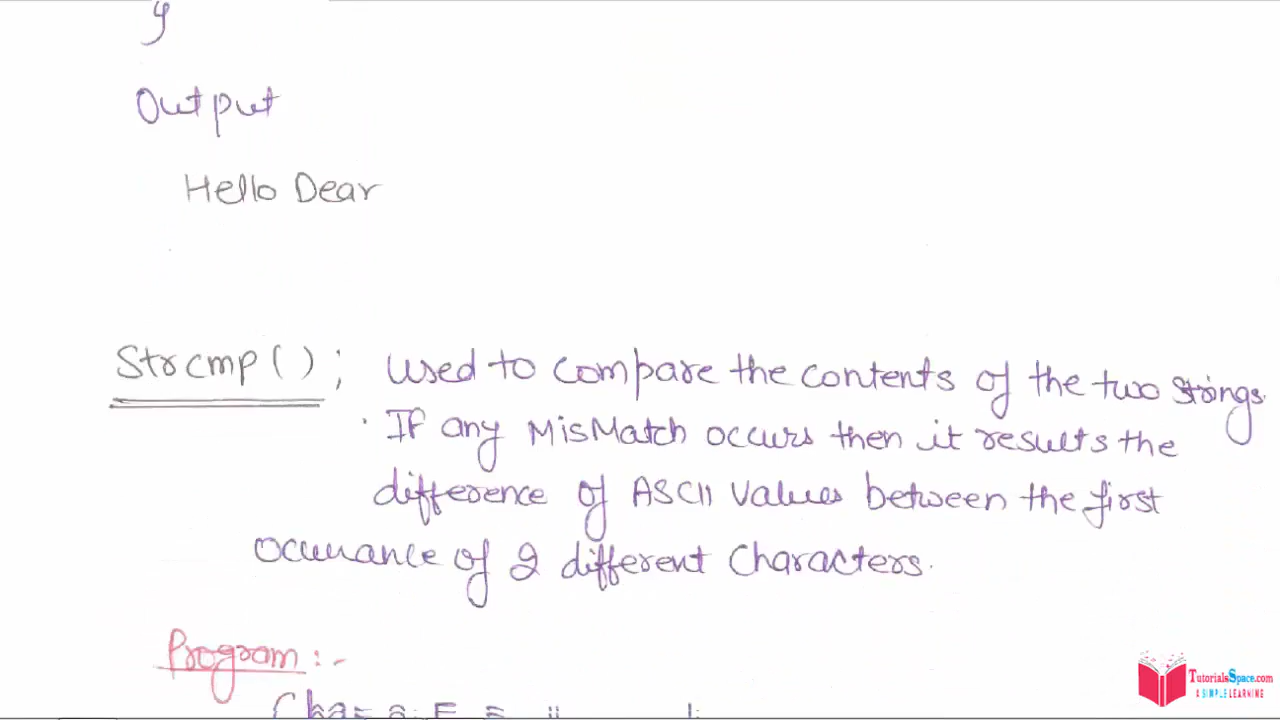 }
Output
Hello Dear
Strcmp( ); Used to compare the contents of the two Strings.
· If any MisMatch occurs then it results the
difference of ASCII Values between the first
occurance of 2 different Characters.
Program :-
TutorialsSpace.com
A SIMPLE LEARNING